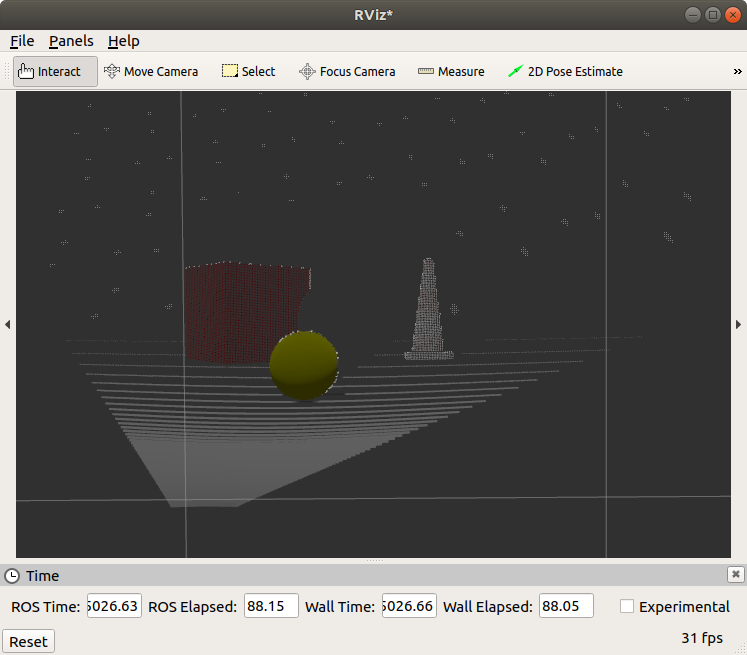 RViz*
File Panels Help
Interact Move Camera Select Focus Camera Measure 2D Pose Estimate »
Time
ROS Time: 5026.63 ROS Elapsed: 88.15 Wall Time: 5026.66 Wall Elapsed: 88.05 Experimental
Reset 31 fps